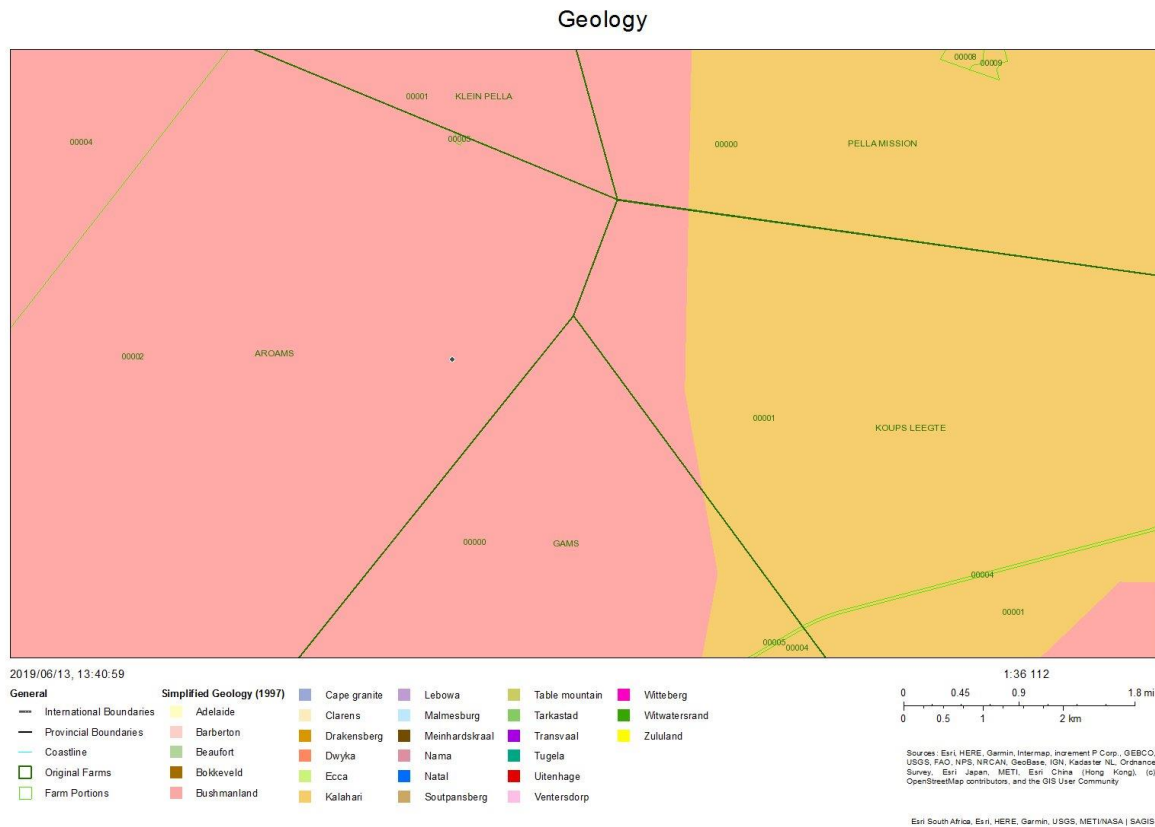 Geology
00008
00009
00001 KLEIN PELLA
00004
00003
00000
PELLA MISSION
00002
AROAMS
00001
KOUPS LEEGTE
00000
GAMS
00004
00001
00005
00004
2019/06/13, 13:40:59
1:36 112
General
International Boundaries
Provincial Boundaries
Coastline
Original Farms
Farm Portions
Simplified Geology (1997)
Adelaide
Barberton
Beaufort
Bokkeveld
Bushmanland
Cape granite
Clarens
Drakensberg
Dwyka
Ecca
Kalahari
Lebowa
Malmesburg
Meinhardskraal
Nama
Natal
Soutpansberg
Table mountain
Tarkastad
Transvaal
Tugela
Uitenhage
Ventersdorp
Witteberg
Witwatersrand
Zululand
0 0.45 0.9 1.8 mi
0 0.5 1 2 km
Sources: Esri, HERE, Garmin, Intermap, increment P Corp., GEBCO,
USGS, FAO, NPS, NRCAN, GeoBase, IGN, Kadaster NL, Ordnance
Survey, Esri Japan, METI, Esri China (Hong Kong), (c)
OpenStreetMap contributors, and the GIS User Community
Esri South Africa, Esri, HERE, Garmin, USGS, METI/NASA | SAGIS